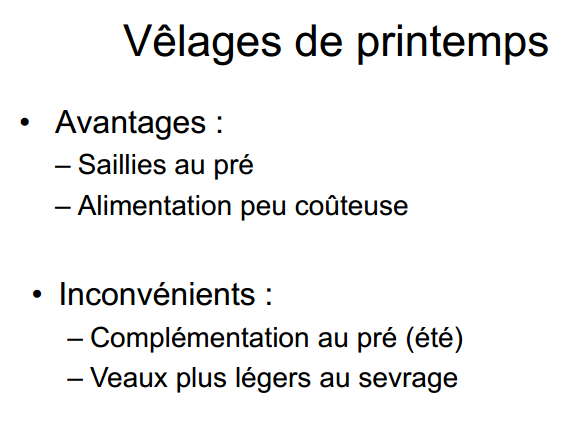 Vêlages de printemps
• Avantages :
– Saillies au pré
– Alimentation peu coûteuse
• Inconvénients :
– Complémentation au pré (été)
– Veaux plus légers au sevrage